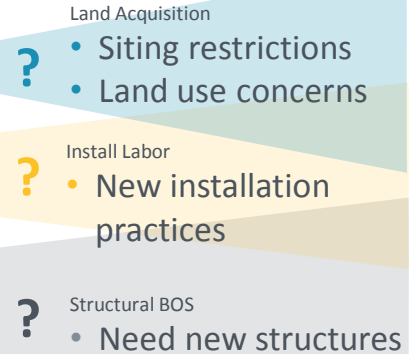 Land Acquisition
? • Siting restrictions
• Land use concerns
Install Labor
? • New installation
practices
? Structural BOS
• Need new structures